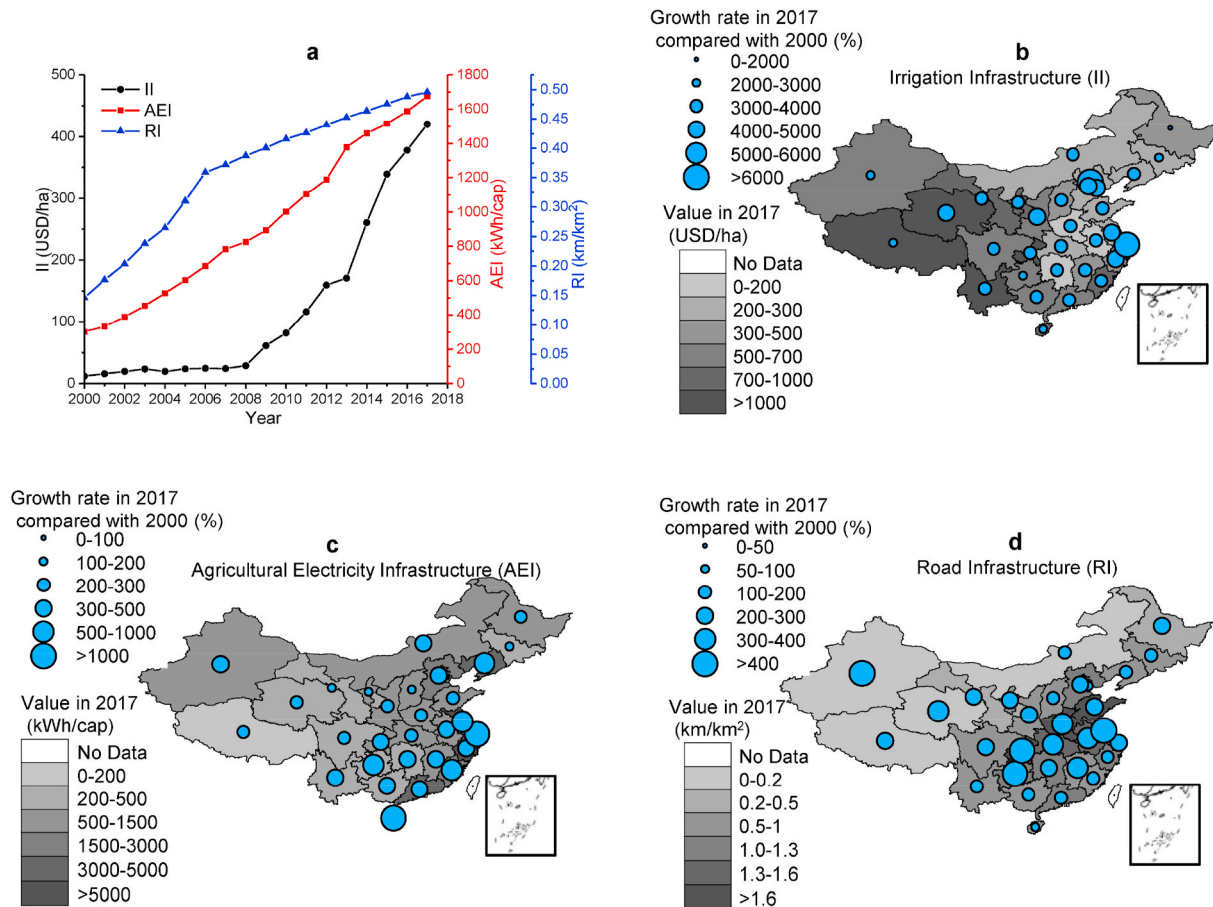 a
II
AEI
RI
500
400
300
200
100
0
II (USD/ha)
2000 2002 2004 2006 2008 2010 2012 2014 2016 2018
Year
1800
1600
1400
1200
1000
800
600
400
200
0
AEI (kWh/cap)
0.50
0.45
0.40
0.35
0.30
0.25
0.20
0.15
0.10
0.05
0.00
RI (km/km²)
Growth rate in 2017
compared with 2000 (%)
0-2000
2000-3000
3000-4000
4000-5000
5000-6000
>6000
b
Irrigation Infrastructure (II)
Value in 2017
(USD/ha)
No Data
0-200
200-300
300-500
500-700
700-1000
>1000
Growth rate in 2017
compared with 2000 (%)
0-100
100-200
200-300
300-500
500-1000
>1000
c
Agricultural Electricity Infrastructure (AEI)
Value in 2017
(kWh/cap)
No Data
0-200
200-500
500-1500
1500-3000
3000-5000
>5000
Growth rate in 2017
compared with 2000 (%)
0-50
50-100
100-200
200-300
300-400
>400
d
Road Infrastructure (RI)
Value in 2017
(km/km²)
No Data
0-0.2
0.2-0.5
0.5-1
1.0-1.3
1.3-1.6
>1.6